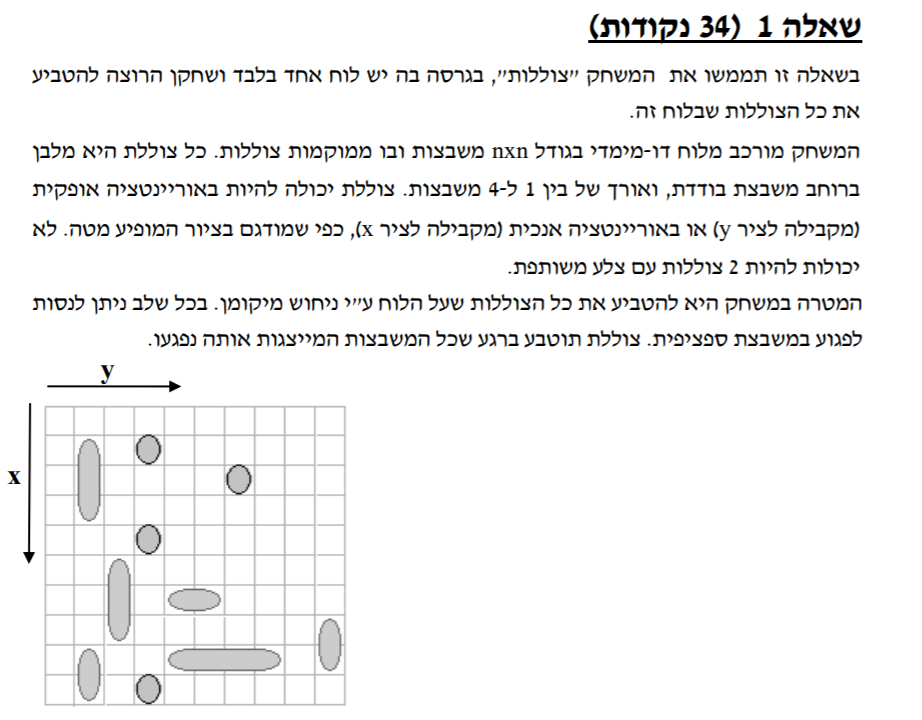 שאלה 1 (34 נקודות)
בשאלה זו תממשו את המשחק "צוללות", בגרסה בה יש לוח אחד בלבד ושחקן הרוצה להטביע
את כל הצוללות שבלוח זה.
המשחק מורכב מלוח דו-מימדי בגודל nxn משבצות ובו ממוקמות צוללות. כל צוללת היא מלבן
ברוחב משבצת בודדת, ואורך של בין 1 ל-4 משבצות. צוללת יכולה להיות באוריינטציה אופקית
(מקבילה לציר y) או באוריינטציה אנכית (מקבילה לציר x), כפי שמודגם בציור המופיע מטה. לא
יכולות להיות 2 צוללות עם צלע משותפת.
המטרה במשחק היא להטביע את כל הצוללות שעל הלוח ע"י ניחוש מיקומן. בכל שלב ניתן לנסות
לפגוע במשבצת ספציפית. צוללת תוטבע ברגע שכל המשבצות המייצגות אותה נפגעו.
y
x